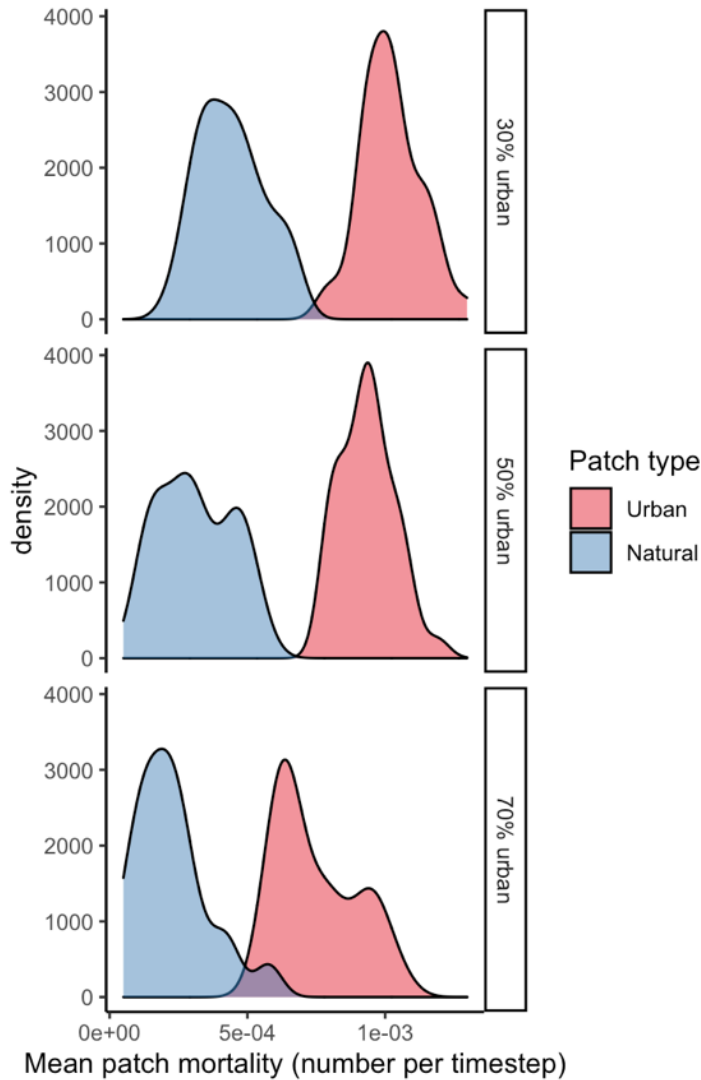 4000
3000
2000
1000
0
30% urban
4000
3000
2000
1000
0
50% urban
4000
3000
2000
1000
0
70% urban
density
0e+00 5e-04 1e-03
Mean patch mortality (number per timestep)
Patch type
Urban
Natural